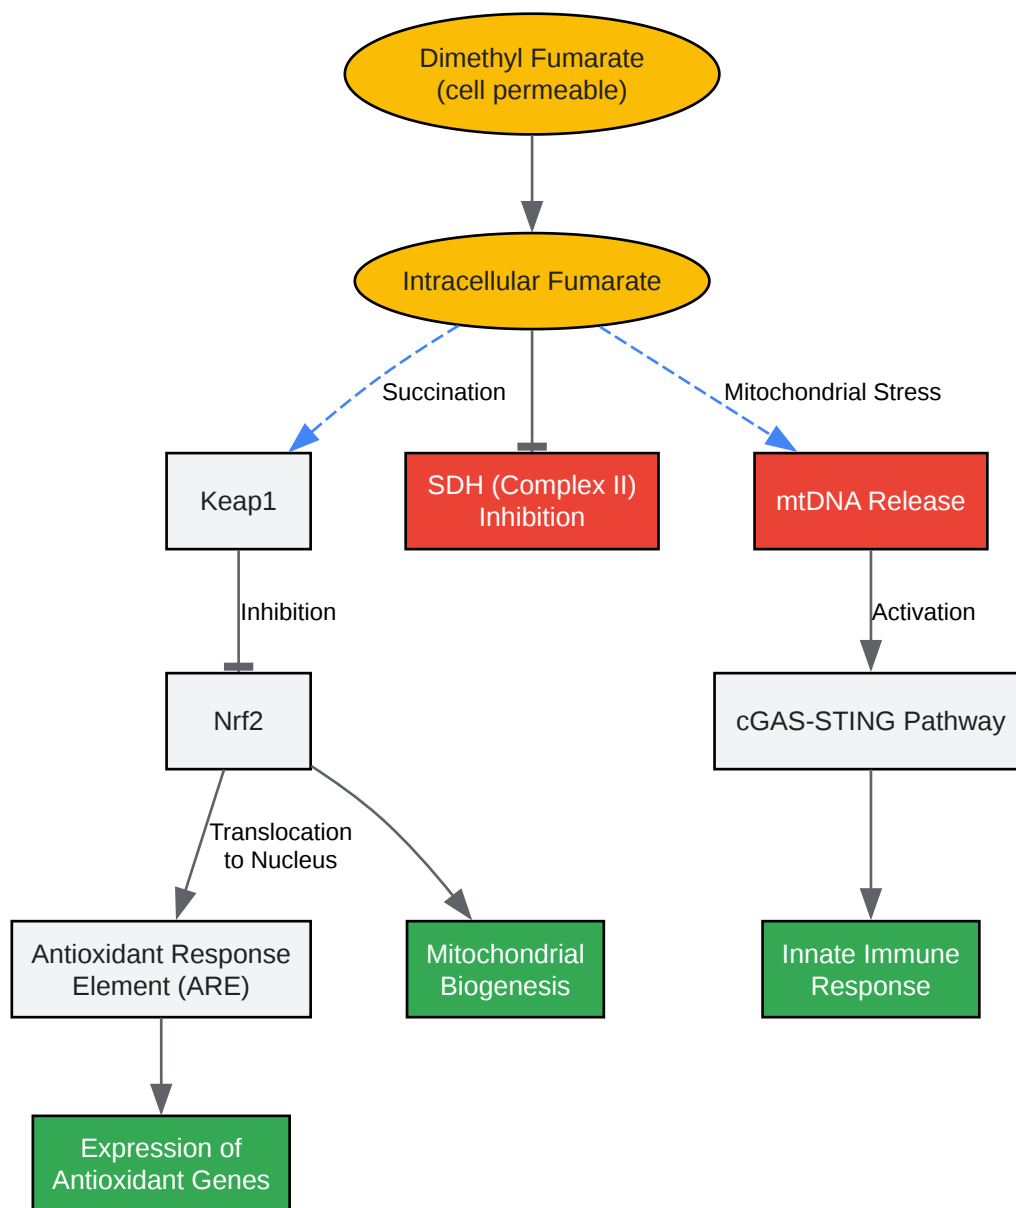 Dimethyl Fumarate
(cell permeable)
Intracellular Fumarate
Succination
Mitochondrial Stress
Keap1
SDH (Complex II)
Inhibition
mtDNA Release
Inhibition
Activation
Nrf2
cGAS-STING Pathway
Translocation
to Nucleus
Antioxidant Response
Element (ARE)
Mitochondrial
Biogenesis
Innate Immune
Response
Expression of
Antioxidant Genes